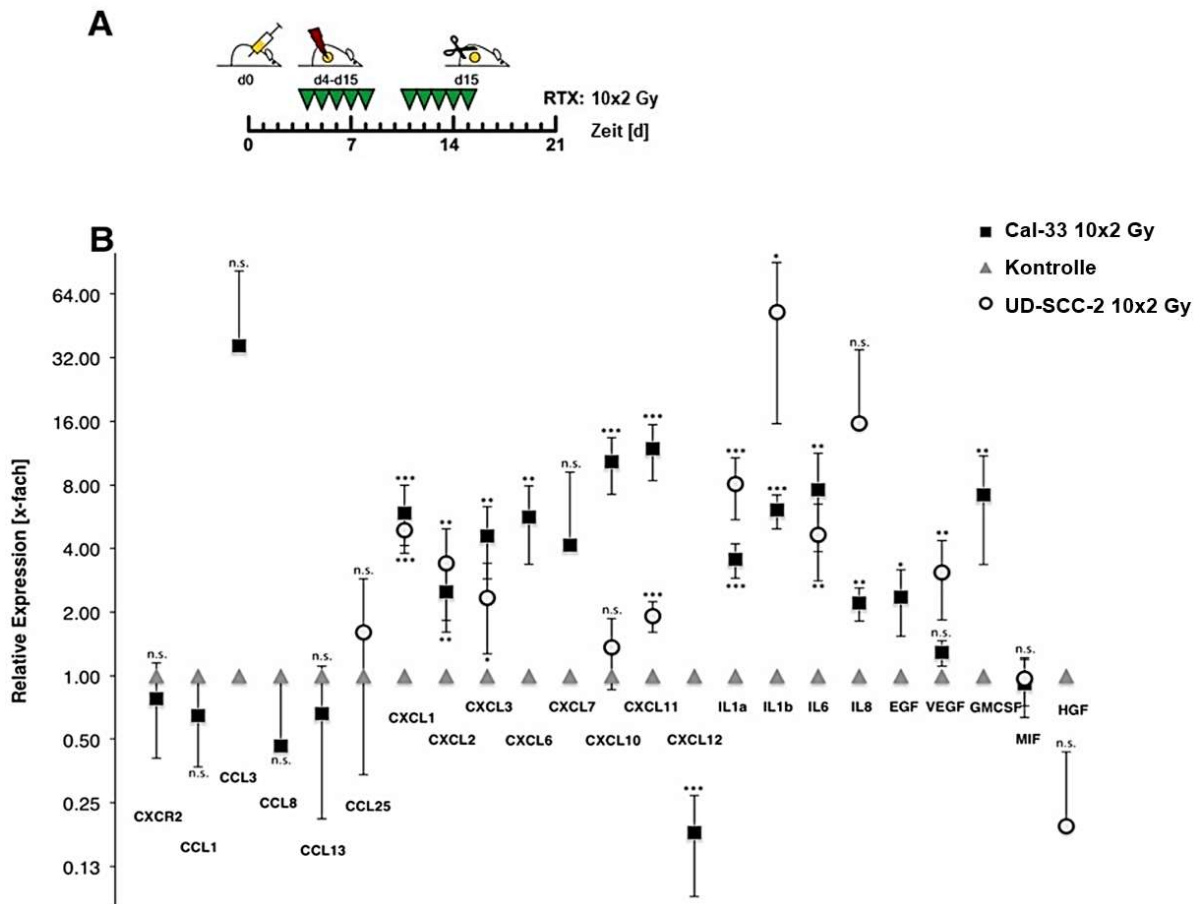 A
d0
d4-d15
d15
RTX: 10x2 Gy
Zeit [d]
0 7 14 21
B
Cal-33 10x2 Gy
Kontrolle
UD-SCC-2 10x2 Gy
Relative Expression [x-fach]
64.00
32.00
16.00
8.00
4.00
2.00
1.00
0.50
0.25
0.13
n.s.
n.s.
n.s.
n.s.
n.s.
n.s.
•••
•••
••
••
••
•
••
n.s.
•••
n.s.
•••
•••
•••
•••
•••
•
•••
••
••
n.s.
••
•
••
n.s.
••
n.s.
n.s.
CXCR2
CCL1
CCL3
CCL8
CCL13
CCL25
CXCL1
CXCL2
CXCL3
CXCL6
CXCL7
CXCL10
CXCL11
CXCL12
IL1a
IL1b
IL6
IL8
EGF
VEGF
GMCSF
MIF
HGF